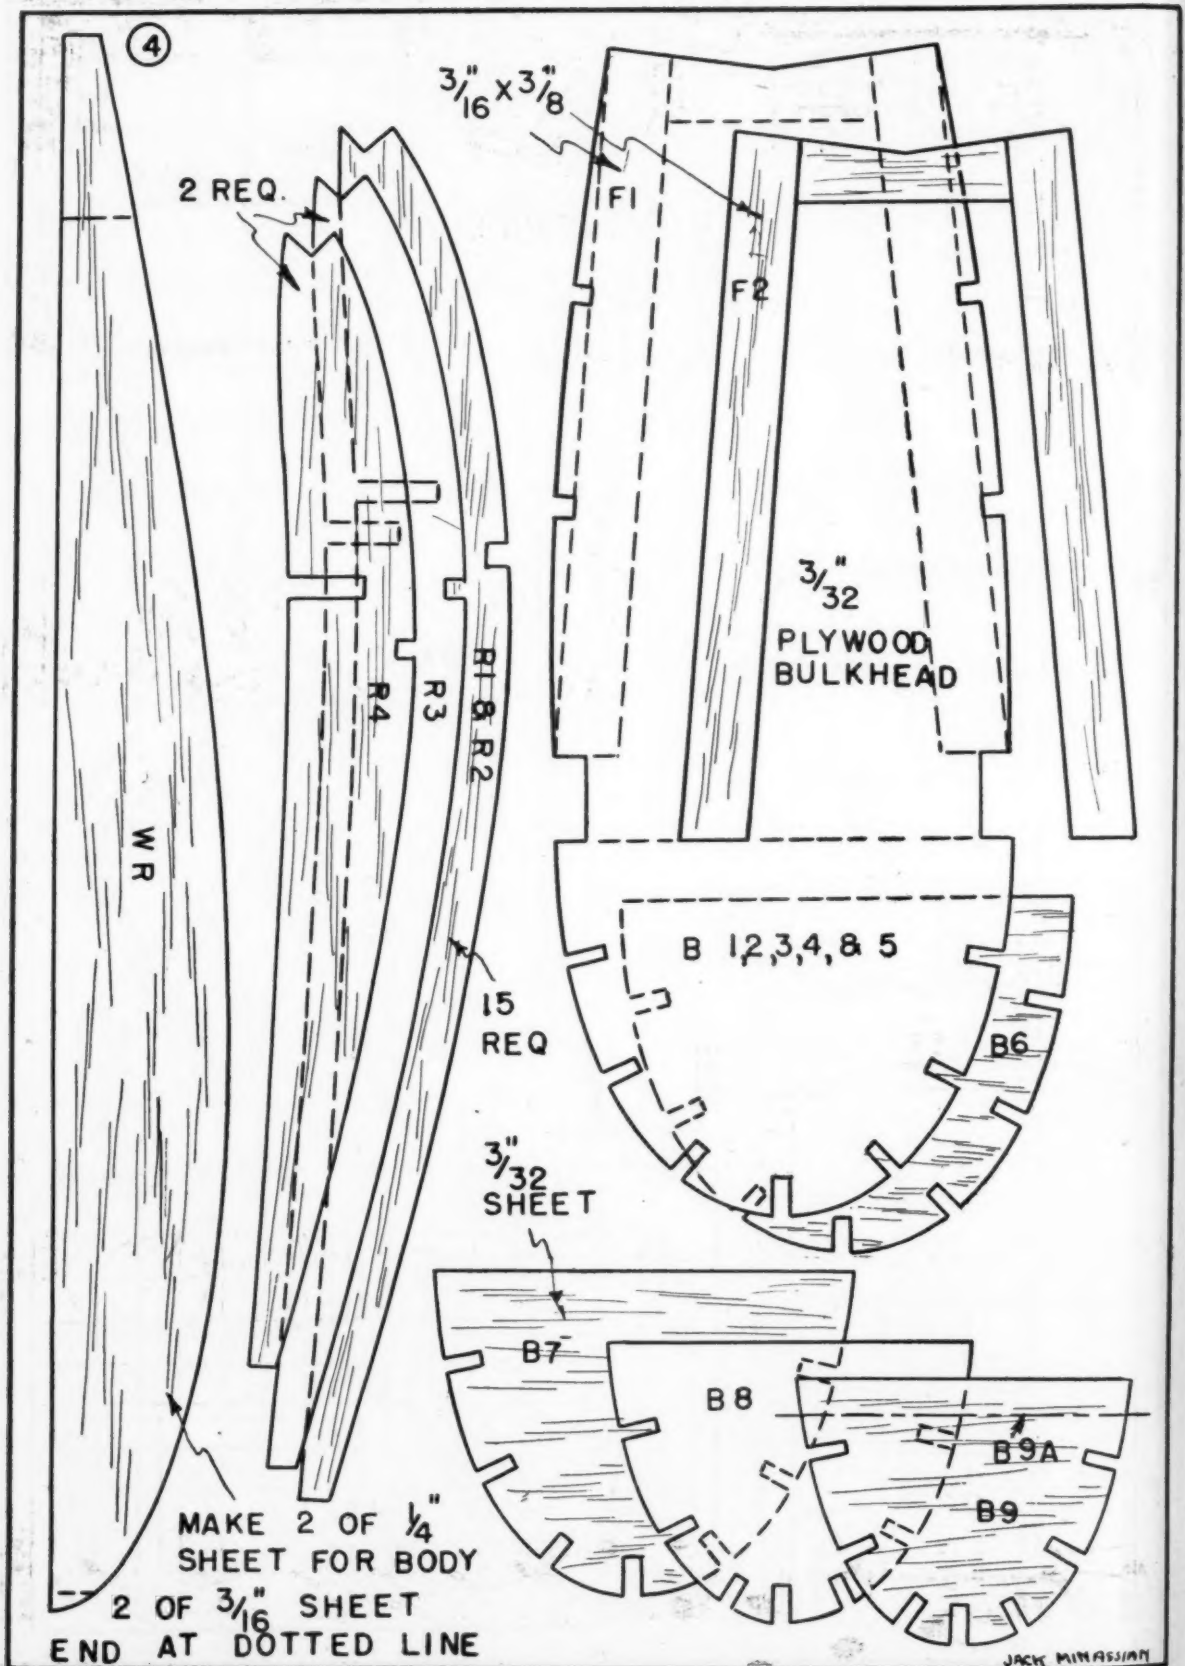 4
3/16" X 3/8"
2 REQ.
F1
F2
3/32"
PLYWOOD
BULKHEAD
R4
R3
R1 & R2
WR
B 1,2,3,4, & 5
15
REQ
B6
3/32"
SHEET
B7
B8
B9A
B9
MAKE 2 OF 1/4"
SHEET FOR BODY
2 OF 3/16" SHEET
END AT DOTTED LINE
JACK MINASSIAN